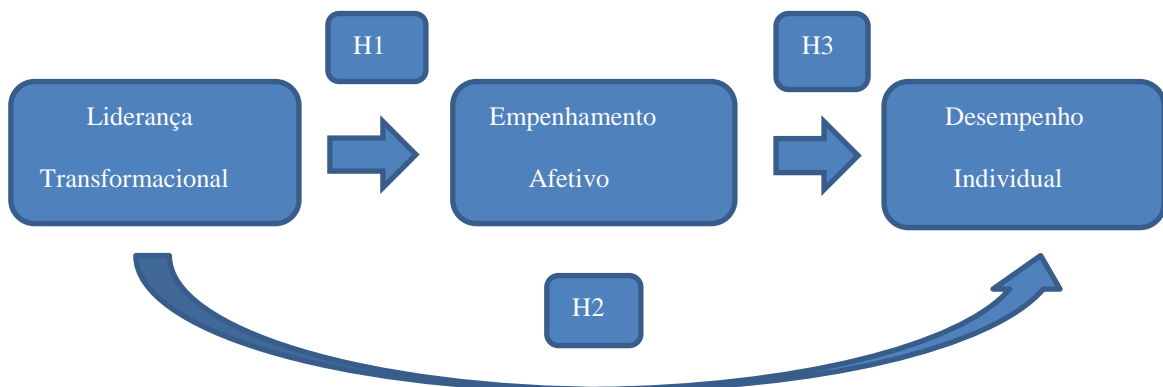 H1
H3
Liderança
Transformacional
Empenhamento
Afetivo
Desempenho
Individual
H2